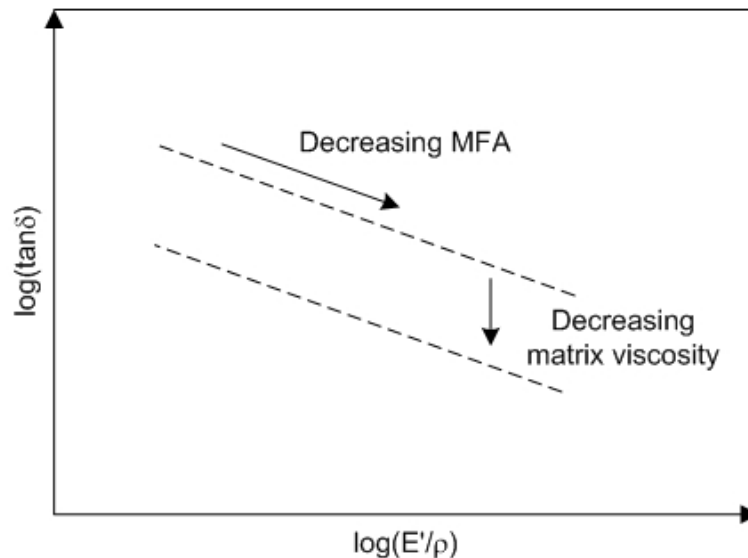 Decreasing MFA
log(tanδ)
Decreasing
matrix viscosity
log(E'/ρ)